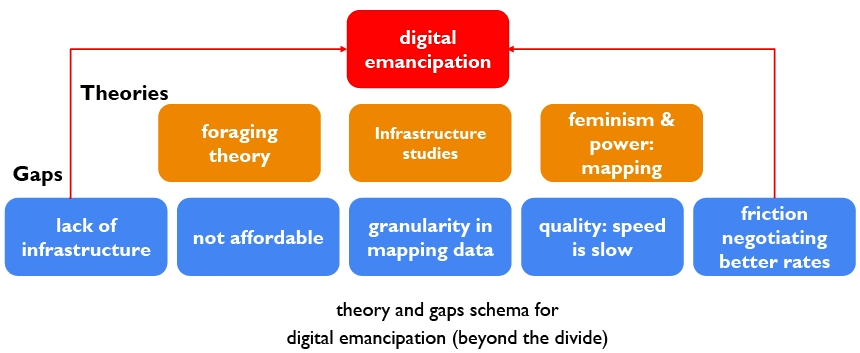 digital
emancipation
Theories
foraging
theory
Infrastructure
studies
feminism &
power:
mapping
Gaps
lack of
infrastructure
not affordable
granularity in
mapping data
quality: speed
is slow
friction
negotiating
better rates
theory and gaps schema for
digital emancipation (beyond the divide)